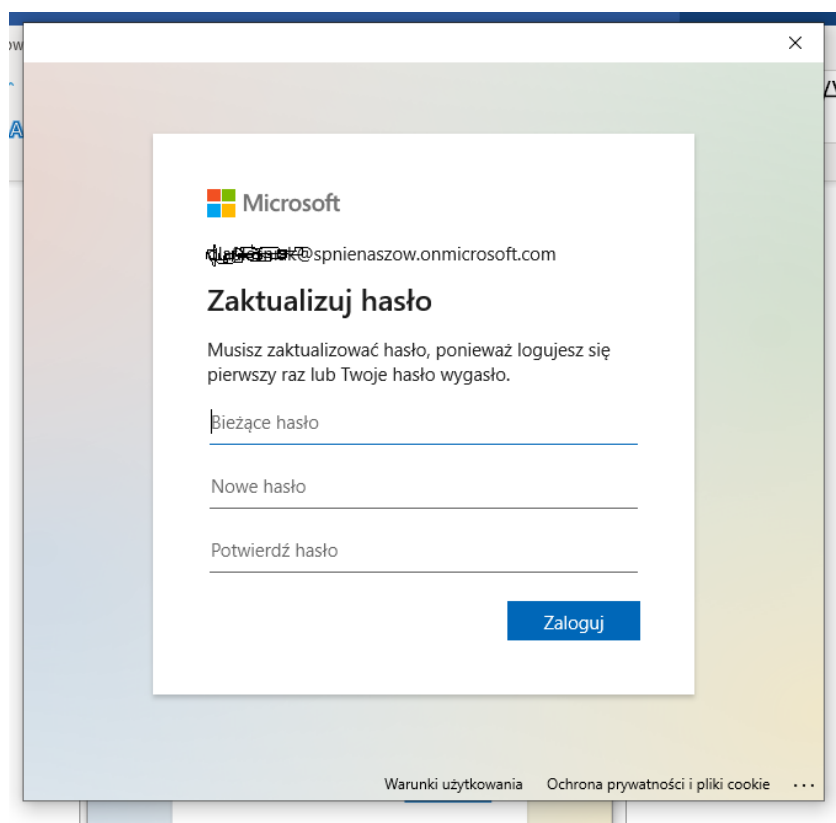 Microsoft
@spnienaszow.onmicrosoft.com
Zaktualizuj hasło
Musisz zaktualizować hasło, ponieważ logujesz się
pierwszy raz lub Twoje hasło wygasło.
Bieżące hasło
Nowe hasło
Potwierdź hasło
Zaloguj
Warunki użytkowania Ochrona prywatności i pliki cookie ...